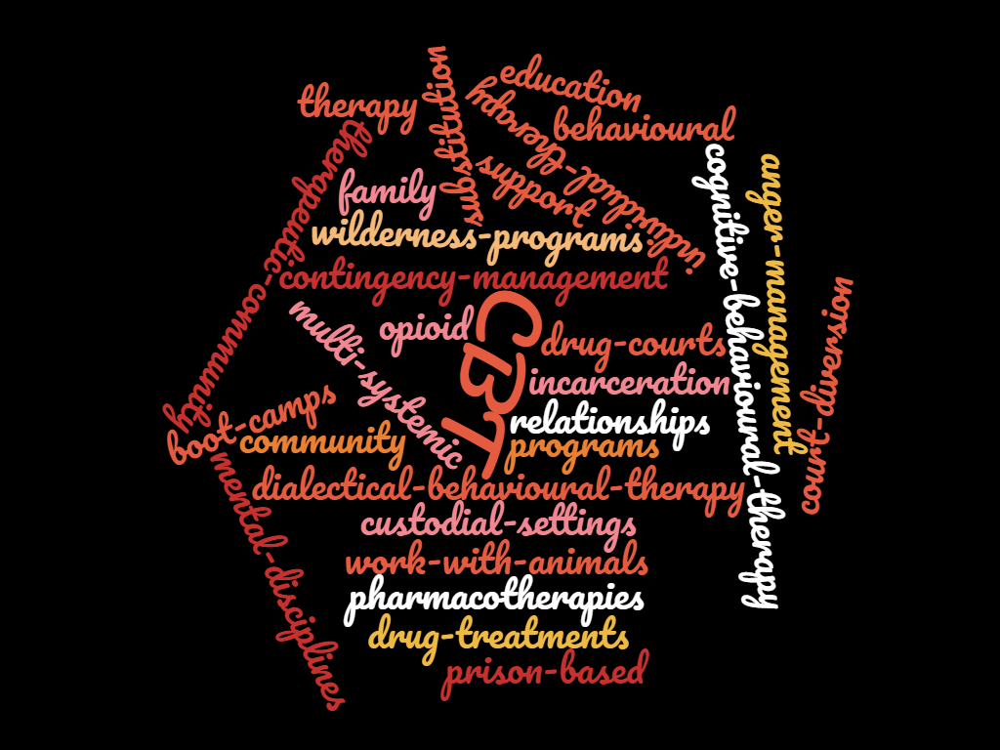 education
therapy
substitution
individual-therapy
behavioural
support
therapeutic-community
family
cognitive-behavioural-therapy
anger-management
wilderness-programs
contingency-management
court-diversion
CBT
multi-systemic
opioid
drug-courts
incarceration
boot-camps
relationships
community
programs
mental-disciplines
dialectical-behavioural-therapy
custodial-settings
work-with-animals
pharmacotherapies
drug-treatments
prison-based